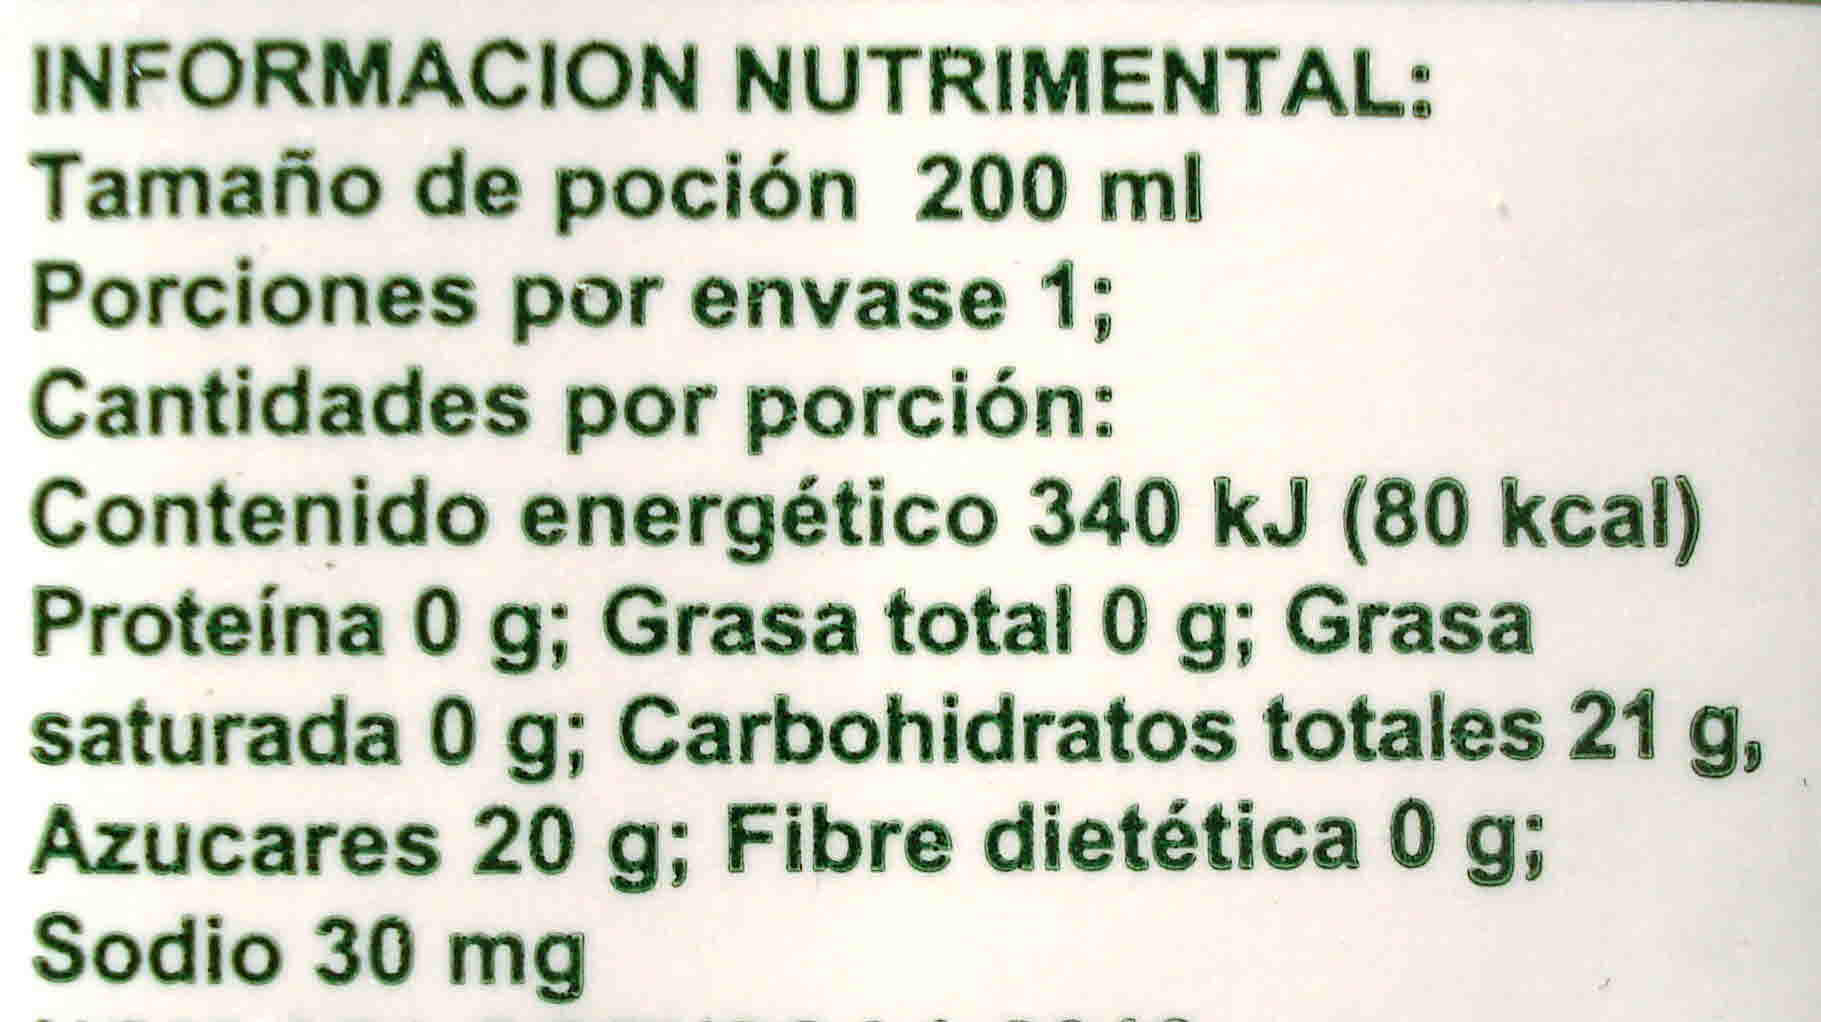 INFORMACION NUTRIMENTAL:
Tamaño de poción 200 ml
Porciones por envase 1;
Cantidades por porción:
Contenido energético 340 kJ (80 kcal)
Proteína 0 g; Grasa total 0 g; Grasa
saturada 0 g; Carbohidratos totales 21 g,
Azucares 20 g; Fibre dietética 0 g;
Sodio 30 mg